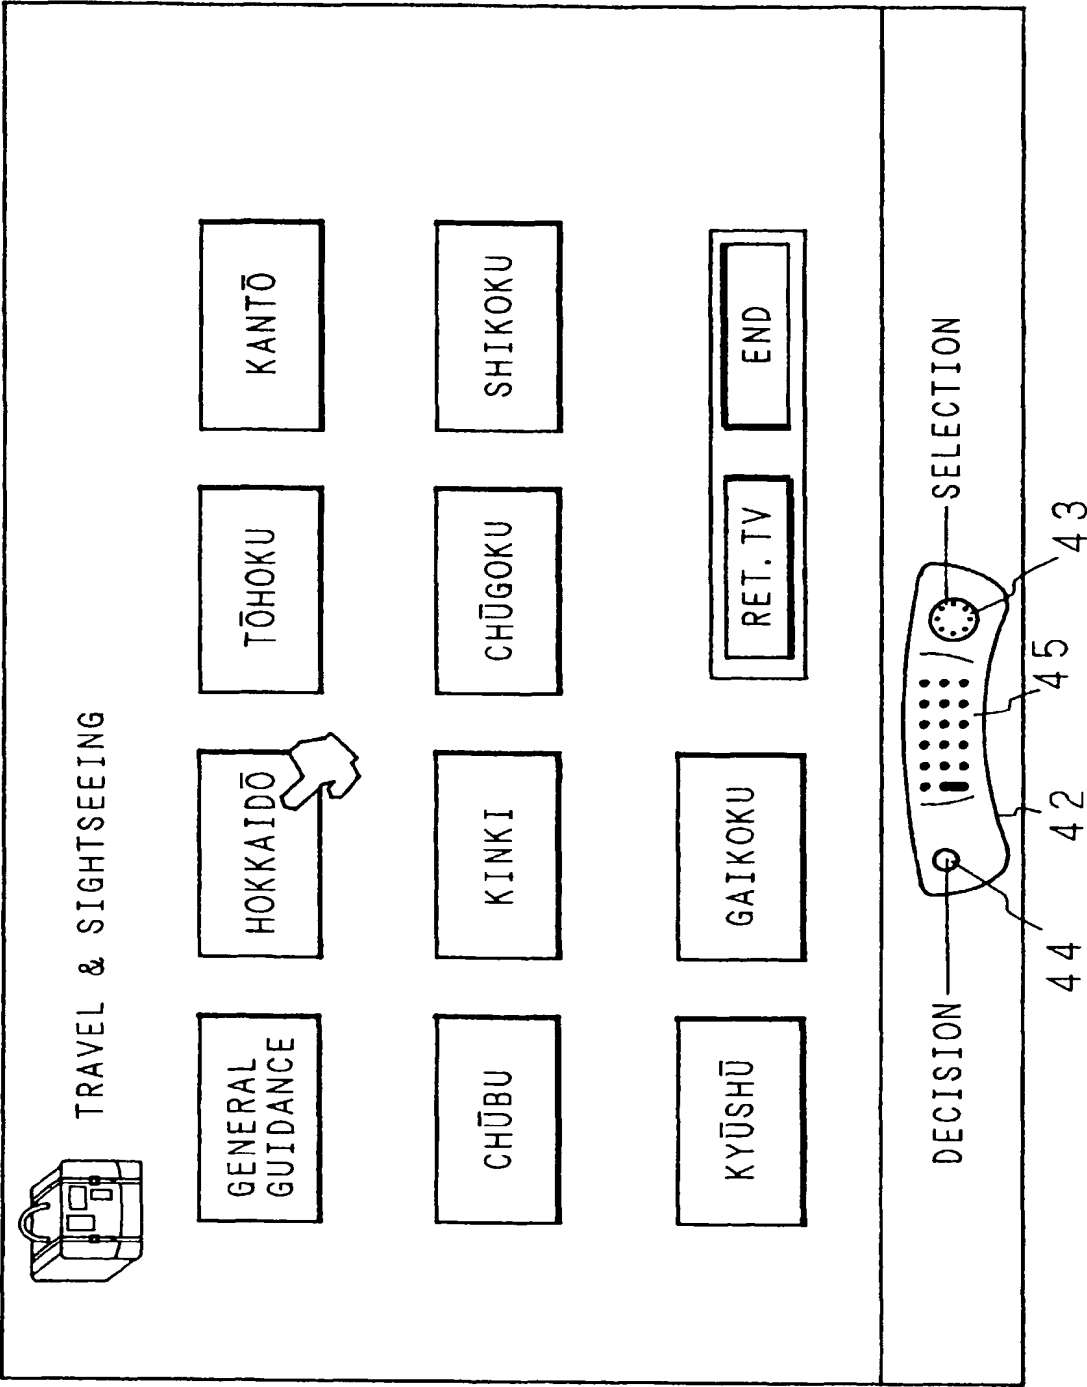 TRAVEL & SIGHTSEEING
GENERAL
GUIDANCE
HOKKAIDŌ
TŌHOKU
KANTŌ
CHŪBU
KINKI
CHŪGOKU
SHIKOKU
KYŪSHŪ
GAIKOKU
RET. TV
END
DECISION
SELECTION
44
42
45
43